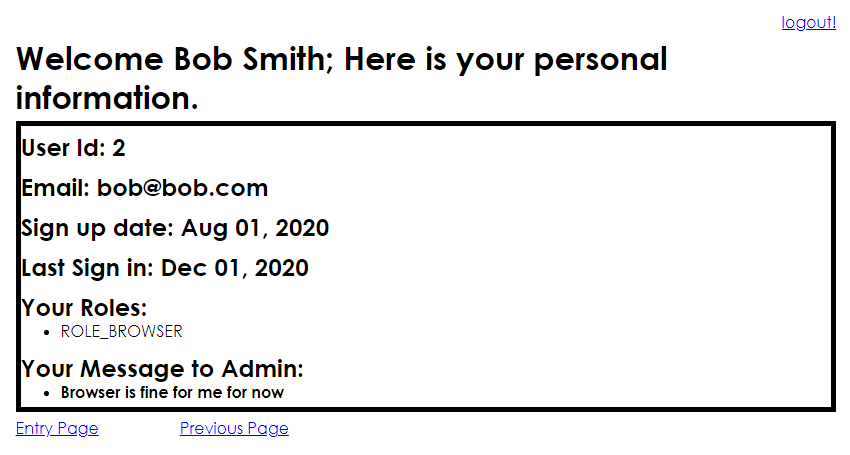 logout!
Welcome Bob Smith; Here is your personal
information.
User Id: 2
Email: bob@bob.com
Sign up date: Aug 01, 2020
Last Sign in: Dec 01, 2020
Your Roles:
• ROLE_BROWSER
Your Message to Admin:
• Browser is fine for me for now
Entry Page Previous Page